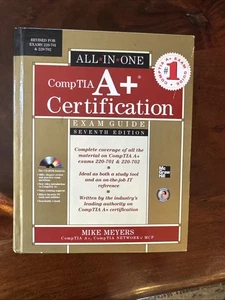 REVISED FOR
EXAMS 220-701
& 220-702
ALL·IN·ONE
CompTIA A+®
Certification
EXAM GUIDE
SEVENTH EDITION
#1
Complete coverage of all the
material on CompTIA A+
exams 220-701 & 220-702
Ideal as both a study tool
and an on-the-job IT
reference
Written by the industry's
leading authority on
CompTIA A+ certification
Mc
Graw
Hill
MIKE MEYERS
CompTIA A+, CompTIA NETWORK+, MCP